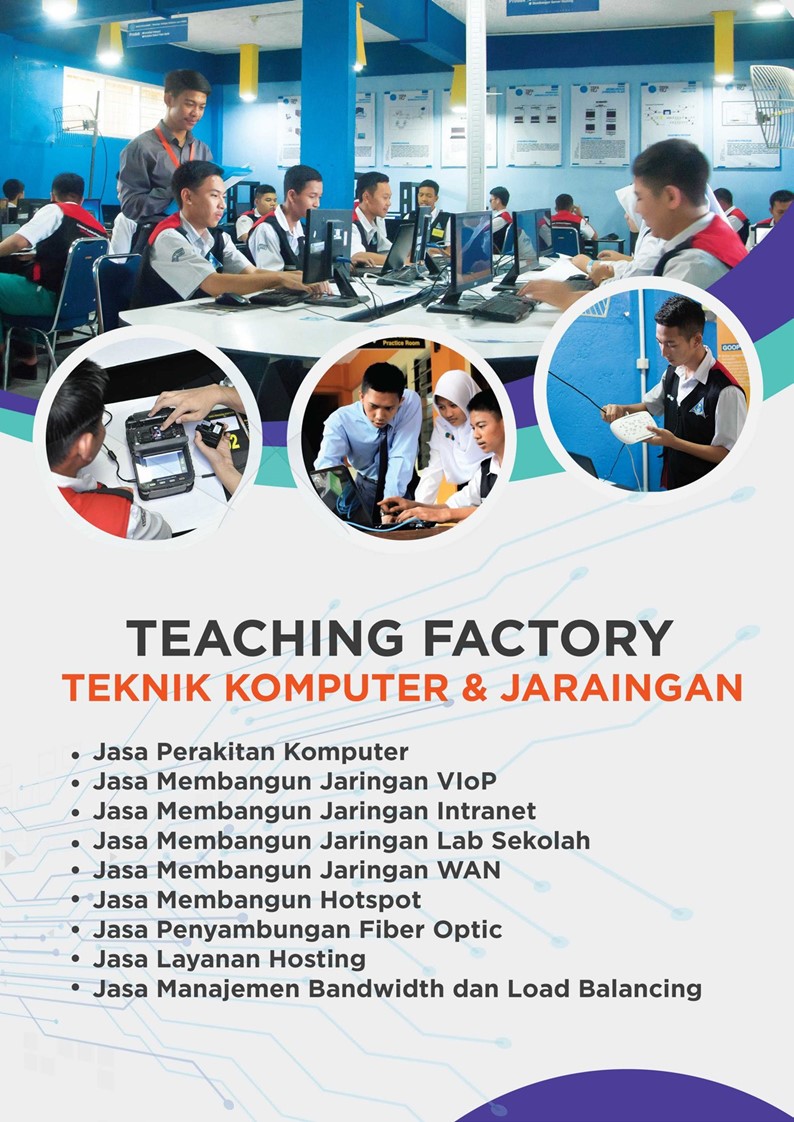 Practice Room
TEACHING FACTORY
TEKNIK KOMPUTER & JARAINGAN
• Jasa Perakitan Komputer
• Jasa Membangun Jaringan VIoP
• Jasa Membangun Jaringan Intranet
• Jasa Membangun Jaringan Lab Sekolah
• Jasa Membangun Jaringan WAN
• Jasa Membangun Hotspot
• Jasa Penyambungan Fiber Optic
• Jasa Layanan Hosting
• Jasa Manajemen Bandwidth dan Load Balancing